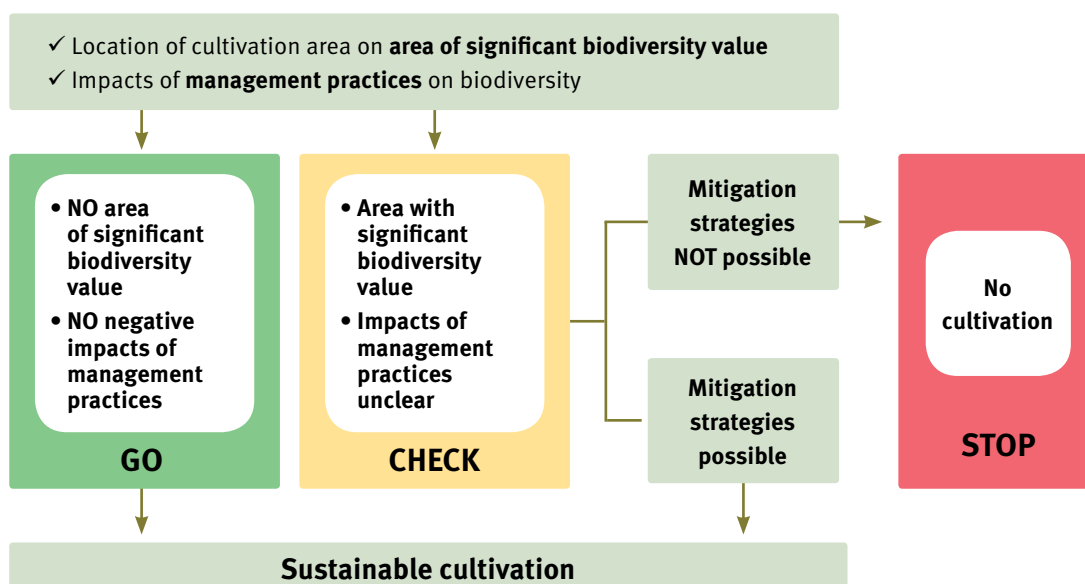 ✓ Location of cultivation area on area of significant biodiversity value
✓ Impacts of management practices on biodiversity
• NO area
of significant
biodiversity
value
• NO negative
impacts of
management
practices
GO
• Area with
significant
biodiversity
value
• Impacts of
management
practices
unclear
CHECK
Mitigation
strategies
NOT possible
Mitigation
strategies
possible
No
cultivation
STOP
Sustainable cultivation